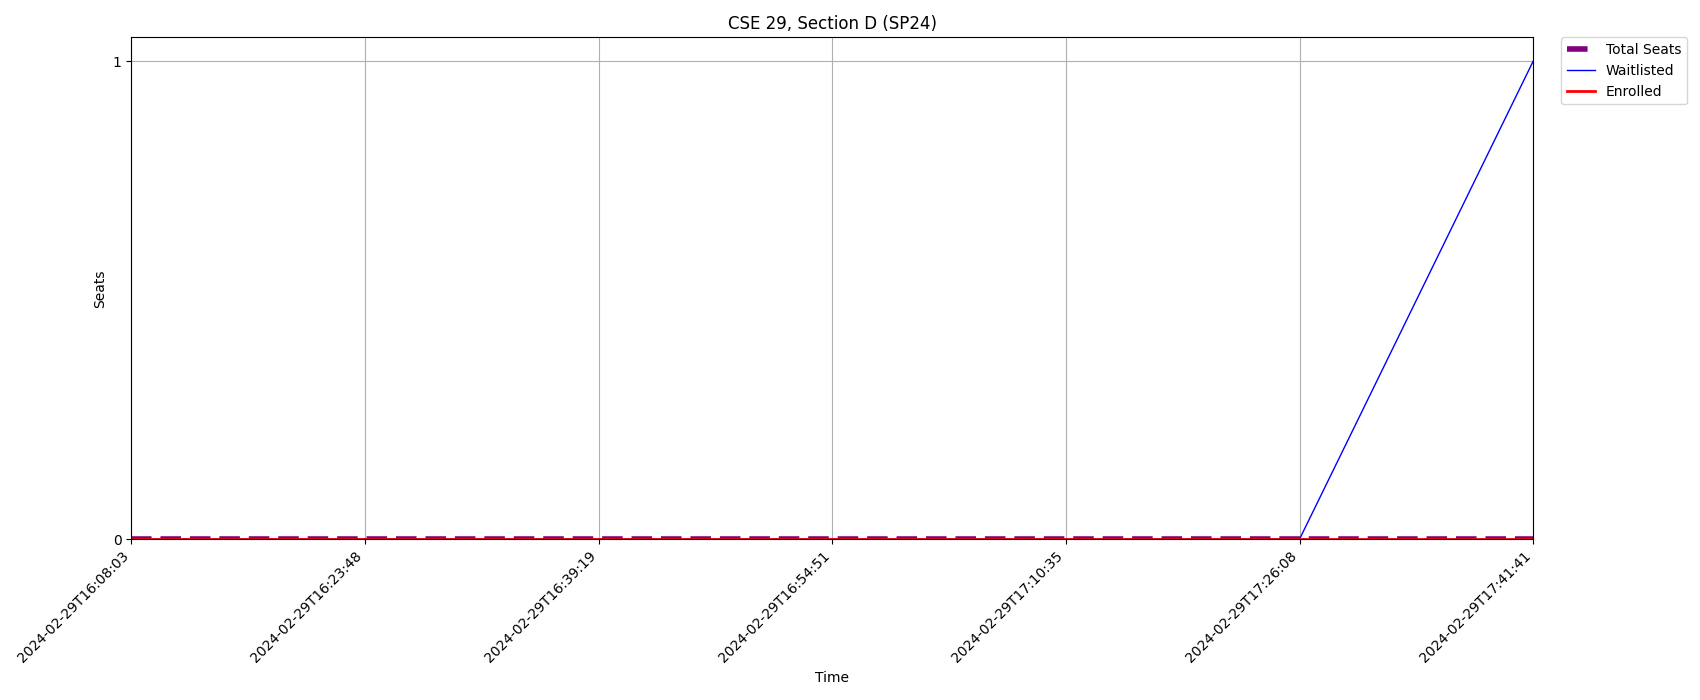 CSE 29, Section D (SP24)
Total Seats
Waitlisted
Enrolled
1
Seats
0
2024-02-29T16:08:03
2024-02-29T16:23:48
2024-02-29T16:39:19
2024-02-29T16:54:51
2024-02-29T17:10:35
2024-02-29T17:26:08
2024-02-29T17:41:41
Time